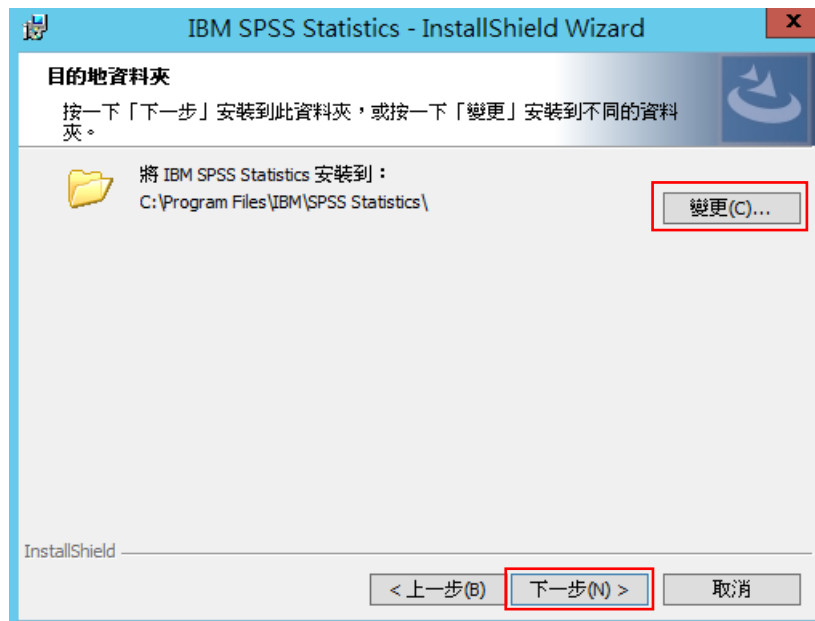 IBM SPSS Statistics - InstallShield Wizard
x
目的地資料夾
按一下「下一步」安裝到此資料夾，或按一下「變更」安裝到不同的資料
夾。
將 IBM SPSS Statistics 安裝到：
C:\Program Files\IBM\SPSS Statistics\
變更(C)...
InstallShield
< 上一步(B)
下一步(N) >
取消